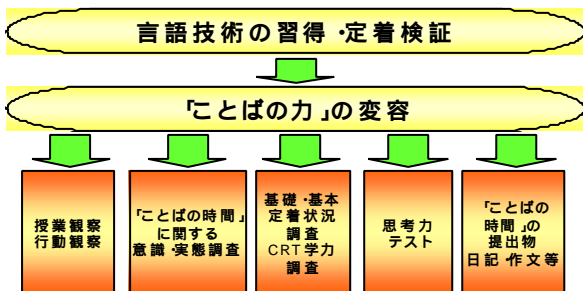 言語技術の習得・定着検証
「ことばの力」の変容
授業観察
行動観察
「ことばの時間」
に関する
意識・実態調査
基礎・基本
定着状況
調査
CRT学力
調査
思考力
テスト
「ことばの
時間」の
提出物
日記・作文等